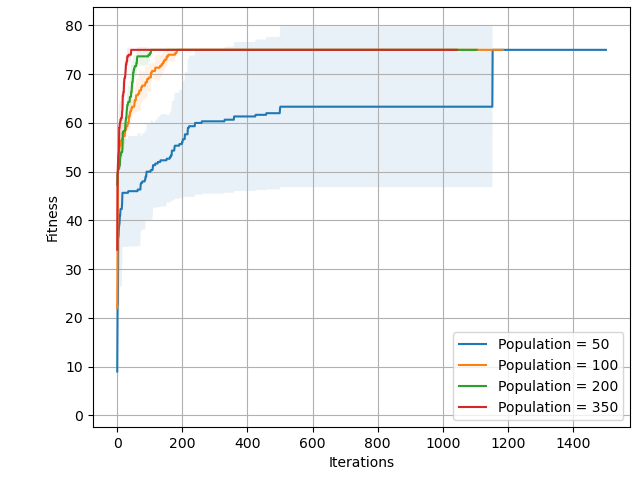 80
70
60
50
40
30
20
10
0
Fitness
0 200 400 600 800 1000 1200 1400
Iterations
Population = 50
Population = 100
Population = 200
Population = 350